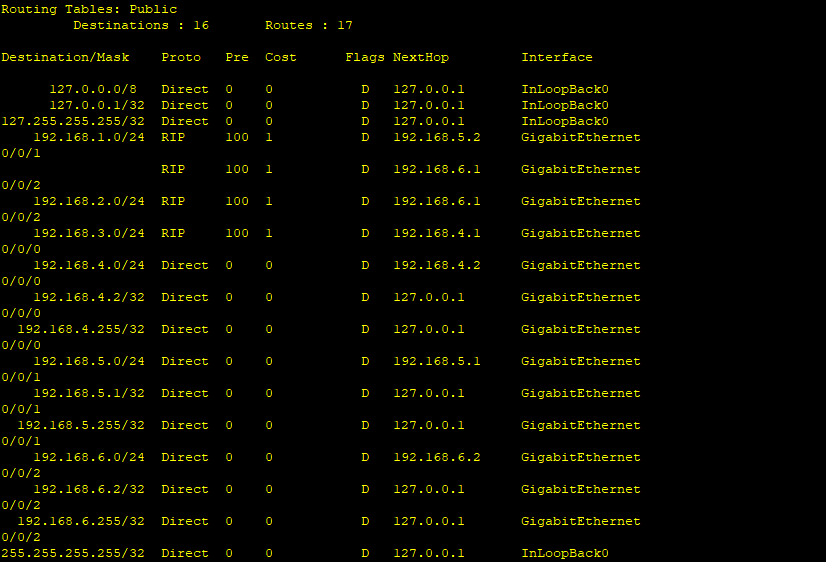 Routing Tables: Public
         Destinations : 16       Routes : 17

Destination/Mask    Proto   Pre  Cost      Flags NextHop         Interface

      127.0.0.0/8   Direct  0    0           D   127.0.0.1       InLoopBack0
      127.0.0.1/32  Direct  0    0           D   127.0.0.1       InLoopBack0
127.255.255.255/32  Direct  0    0           D   127.0.0.1       InLoopBack0
    192.168.1.0/24  RIP     100  1           D   192.168.5.2     GigabitEthernet
0/0/1
                    RIP     100  1           D   192.168.6.1     GigabitEthernet
0/0/2
    192.168.2.0/24  RIP     100  1           D   192.168.6.1     GigabitEthernet
0/0/2
    192.168.3.0/24  RIP     100  1           D   192.168.4.1     GigabitEthernet
0/0/0
    192.168.4.0/24  Direct  0    0           D   192.168.4.2     GigabitEthernet
0/0/0
    192.168.4.2/32  Direct  0    0           D   127.0.0.1       GigabitEthernet
0/0/0
  192.168.4.255/32  Direct  0    0           D   127.0.0.1       GigabitEthernet
0/0/0
    192.168.5.0/24  Direct  0    0           D   192.168.5.1     GigabitEthernet
0/0/1
    192.168.5.1/32  Direct  0    0           D   127.0.0.1       GigabitEthernet
0/0/1
  192.168.5.255/32  Direct  0    0           D   127.0.0.1       GigabitEthernet
0/0/1
    192.168.6.0/24  Direct  0    0           D   192.168.6.2     GigabitEthernet
0/0/2
    192.168.6.2/32  Direct  0    0           D   127.0.0.1       GigabitEthernet
0/0/2
  192.168.6.255/32  Direct  0    0           D   127.0.0.1       GigabitEthernet
0/0/2
255.255.255.255/32  Direct  0    0           D   127.0.0.1       InLoopBack0